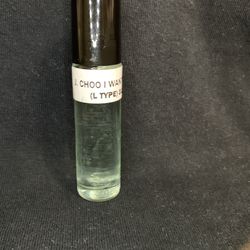 J. CHOO I WAN
(L TYPE)